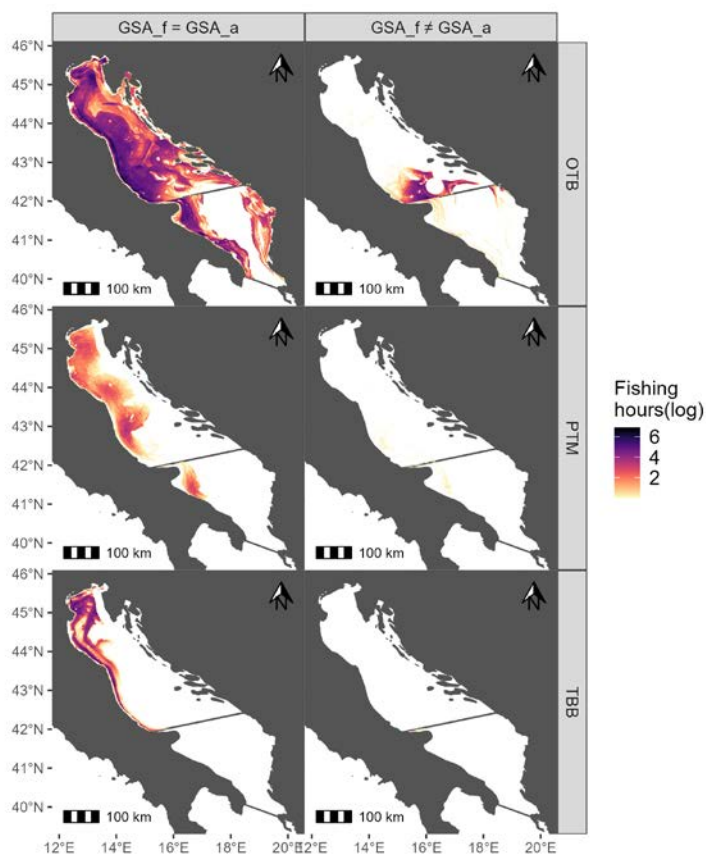 GSA_f = GSA_a
GSA_f ≠ GSA_a
46°N
45°N
44°N
43°N
42°N
41°N
40°N
N
100 km
N
100 km
OTB
46°N
45°N
44°N
43°N
42°N
41°N
40°N
N
100 km
N
100 km
PTM
Fishing
hours(log)
6
4
2
46°N
45°N
44°N
43°N
42°N
41°N
40°N
N
100 km
N
100 km
TBB
12°E 14°E 16°E 18°E 20°E
12°E 14°E 16°E 18°E 20°E